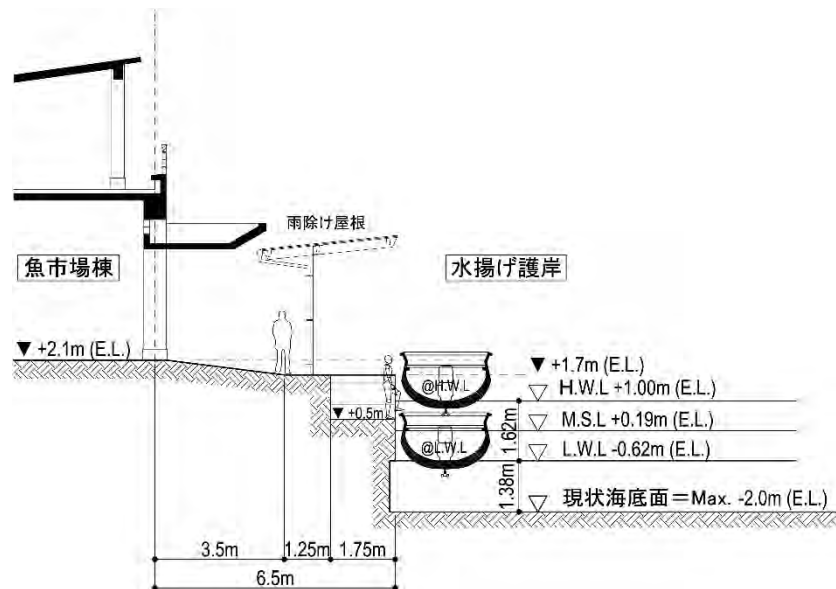 雨除け屋根
魚市場棟
水揚げ護岸
▼ +2.1m (E.L.)
▼ +1.7m (E.L.)
@H.W.L
▽ H.W.L +1.00m (E.L.)
▼ +0.5m
▽ M.S.L +0.19m (E.L.)
1.62m
@L.W.L
▽ L.W.L -0.62m (E.L.)
1.38m
▽ 現状海底面=Max. -2.0m (E.L.)
3.5m 1.25m 1.75m
6.5m